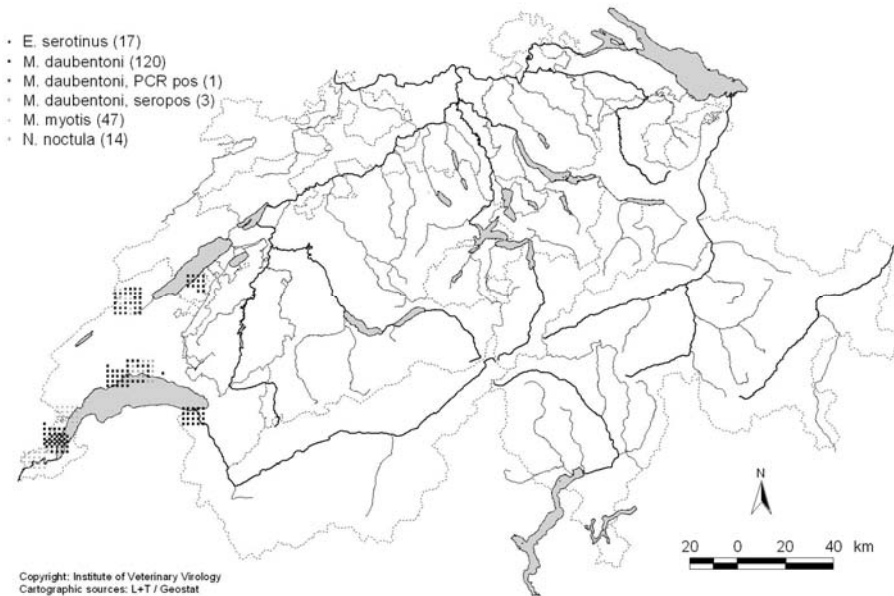 · E. serotinus (17)
· M. daubentoni (120)
· M. daubentoni, PCR pos (1)
· M. daubentoni, seropos (3)
· M. myotis (47)
· N. noctula (14)
N
20 0 20 40 km
Copyright: Institute of Veterinary Virology
Cartographic sources: L+T / Geostat